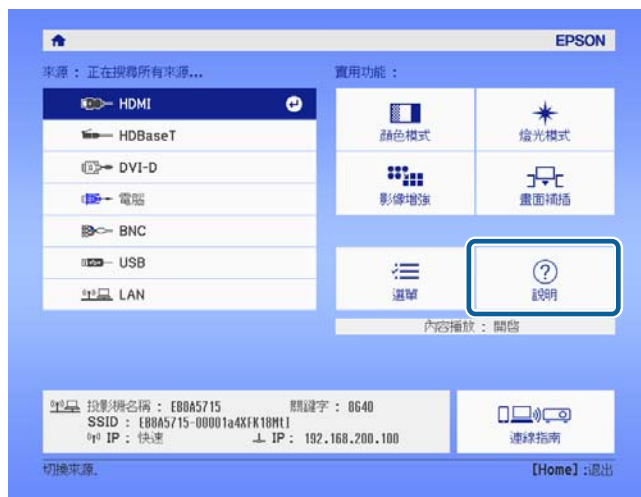 EPSON
來源：正在搜尋所有來源...
實用功能：
HDMI
HDBaseT
DVI-D
電腦
BNC
USB
LAN
顏色模式
燈光模式
影像增強
畫面補插
選單
說明
內容播放：開啓
投影機名稱：EB8A5715 關鍵字：8640
SSID：EB8A5715-00001a4XFK18MtI
IP：快速 IP：192.168.200.100
連線指南
切換來源.
[Home] :退出